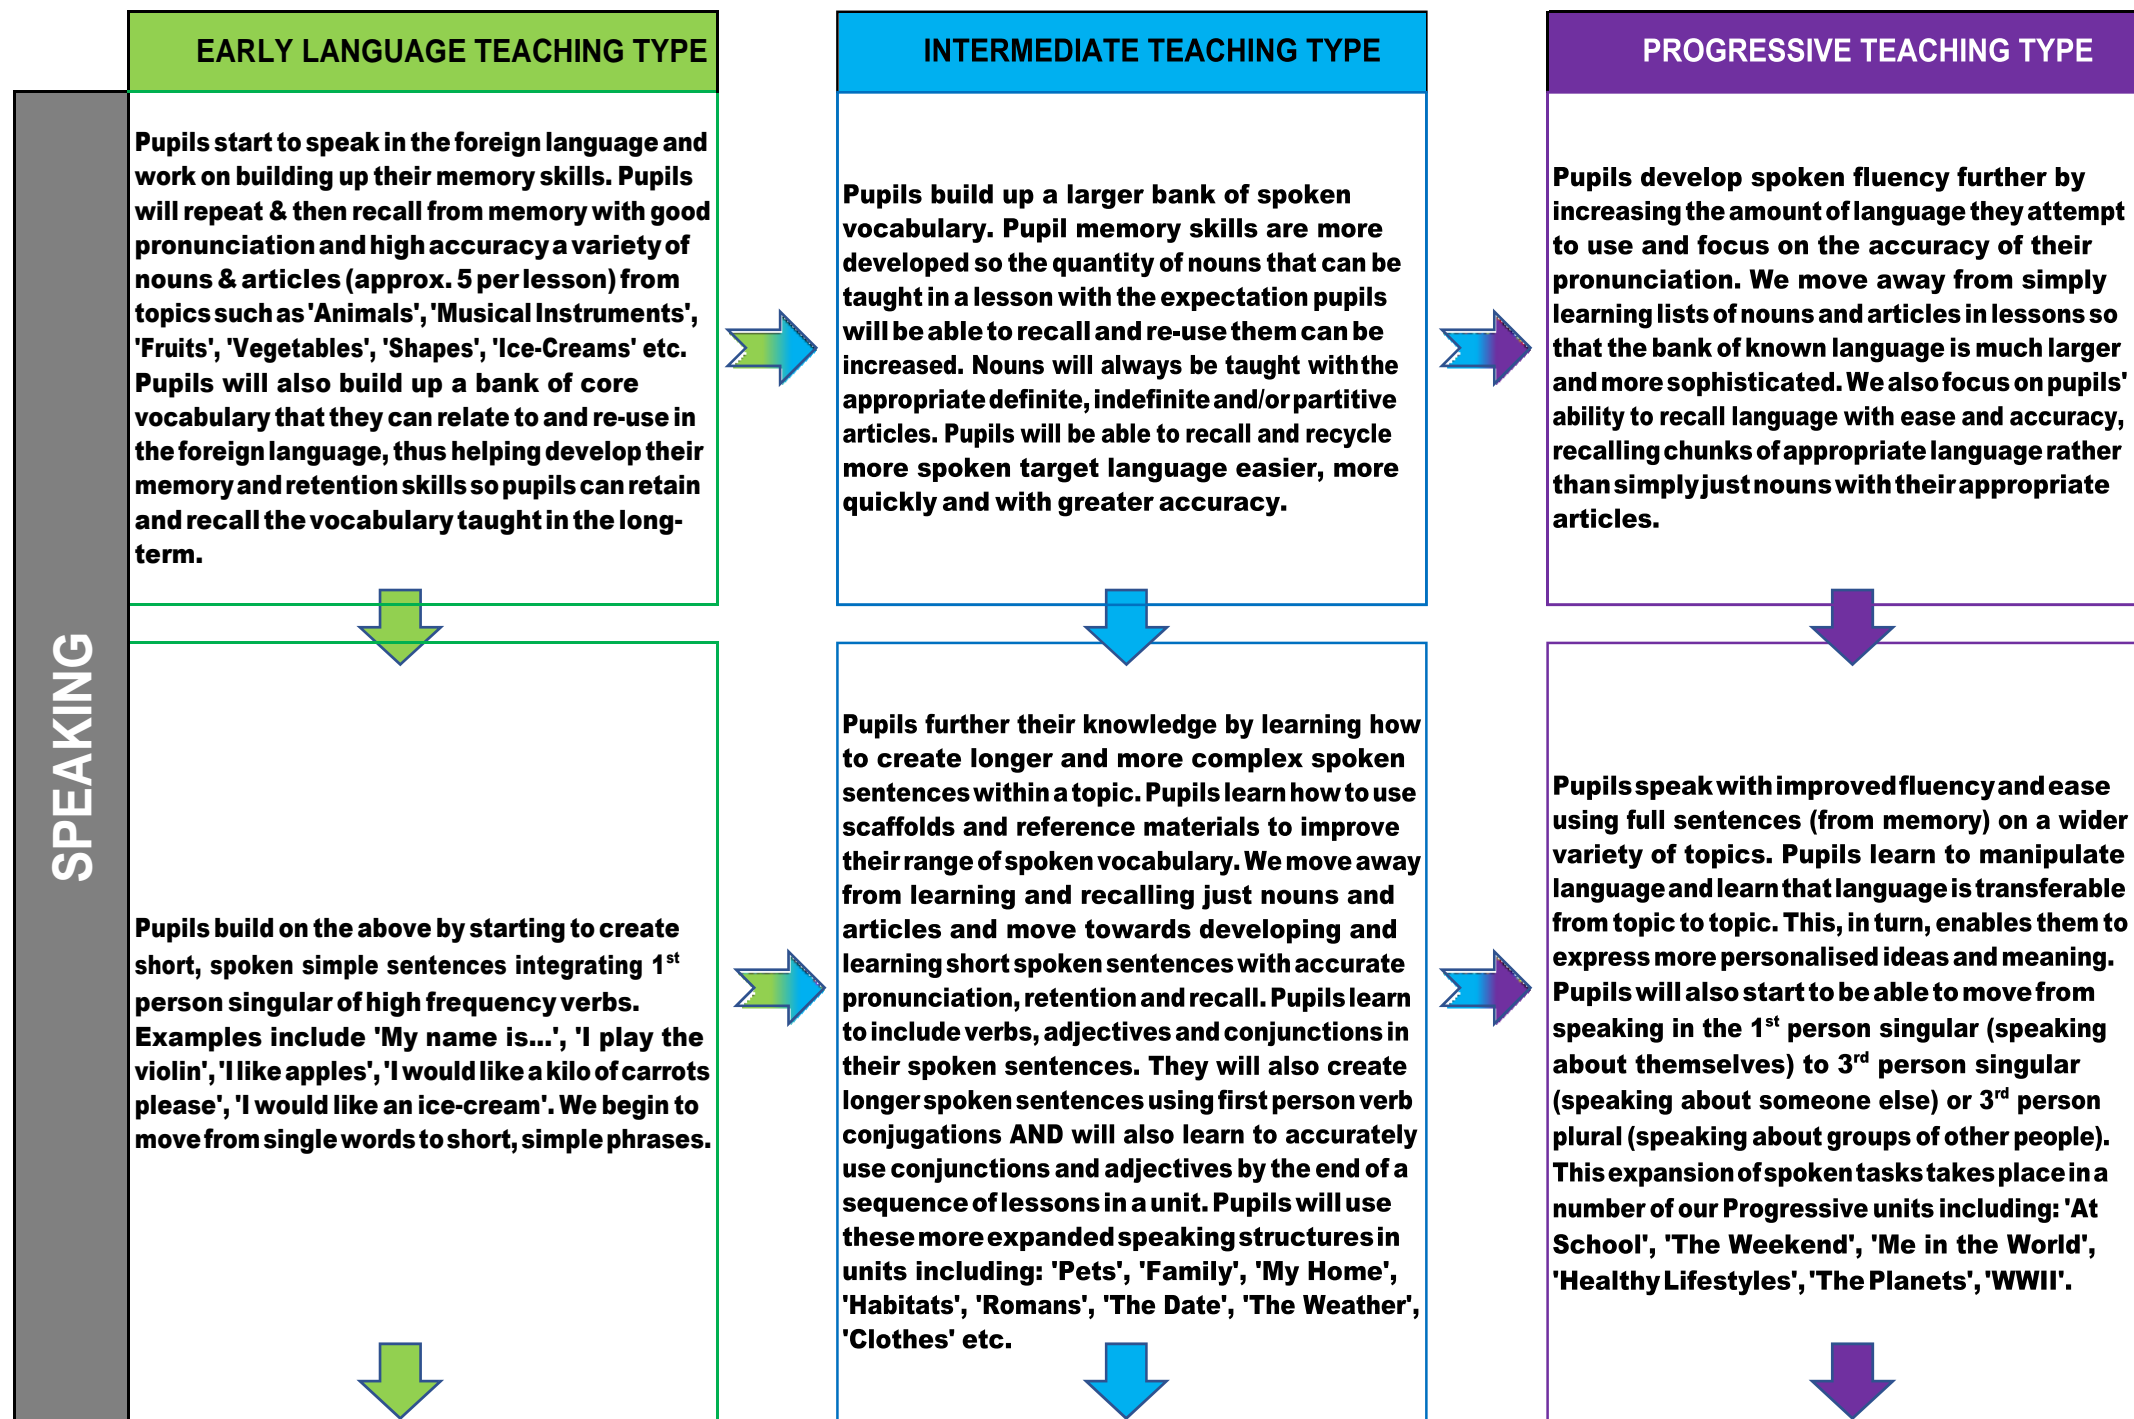 EARLY LANGUAGE TEACHING TYPE
INTERMEDIATE TEACHING TYPE
PROGRESSIVE TEACHING TYPE
SPEAKING
Pupils start to speak in the foreign language and
work on building up their memory skills. Pupils
will repeat & then recall from memory with good
pronunciation and high accuracy a variety of
nouns & articles (approx. 5 per lesson) from
topics such as 'Animals', 'Musical Instruments',
'Fruits', 'Vegetables', 'Shapes', 'Ice-Creams' etc.
Pupils will also build up a bank of core
vocabulary that they can relate to and re-use in
the foreign language, thus helping develop their
memory and retention skills so pupils can retain
and recall the vocabulary taught in the long-
term.
Pupils build up a larger bank of spoken
vocabulary. Pupil memory skills are more
developed so the quantity of nouns that can be
taught in a lesson with the expectation pupils
will be able to recall and re-use them can be
increased. Nouns will always be taught with the
appropriate definite, indefinite and/or partitive
articles. Pupils will be able to recall and recycle
more spoken target language easier, more
quickly and with greater accuracy.
Pupils develop spoken fluency further by
increasing the amount of language they attempt
to use and focus on the accuracy of their
pronunciation. We move away from simply
learning lists of nouns and articles in lessons so
that the bank of known language is much larger
and more sophisticated. We also focus on pupils'
ability to recall language with ease and accuracy,
recalling chunks of appropriate language rather
than simply just nouns with their appropriate
articles.
Pupils build on the above by starting to create
short, spoken simple sentences integrating 1st
person singular of high frequency verbs.
Examples include 'My name is...', 'I play the
violin', 'I like apples', 'I would like a kilo of carrots
please', 'I would like an ice-cream'. We begin to
move from single words to short, simple phrases.
Pupils further their knowledge by learning how
to create longer and more complex spoken
sentences within a topic. Pupils learn how to use
scaffolds and reference materials to improve
their range of spoken vocabulary. We move away
from learning and recalling just nouns and
articles and move towards developing and
learning short spoken sentences with accurate
pronunciation, retention and recall. Pupils learn
to include verbs, adjectives and conjunctions in
their spoken sentences. They will also create
longer spoken sentences using first person verb
conjugations AND will also learn to accurately
use conjunctions and adjectives by the end of a
sequence of lessons in a unit. Pupils will use
these more expanded speaking structures in
units including: 'Pets', 'Family', 'My Home',
'Habitats', 'Romans', 'The Date', 'The Weather',
'Clothes' etc.
Pupils speak with improved fluency and ease
using full sentences (from memory) on a wider
variety of topics. Pupils learn to manipulate
language and learn that language is transferable
from topic to topic. This, in turn, enables them to
express more personalised ideas and meaning.
Pupils will also start to be able to move from
speaking in the 1st person singular (speaking
about themselves) to 3rd person singular
(speaking about someone else) or 3rd person
plural (speaking about groups of other people).
This expansion of spoken tasks takes place in a
number of our Progressive units including: 'At
School', 'The Weekend', 'Me in the World',
'Healthy Lifestyles', 'The Planets', 'WWII'.